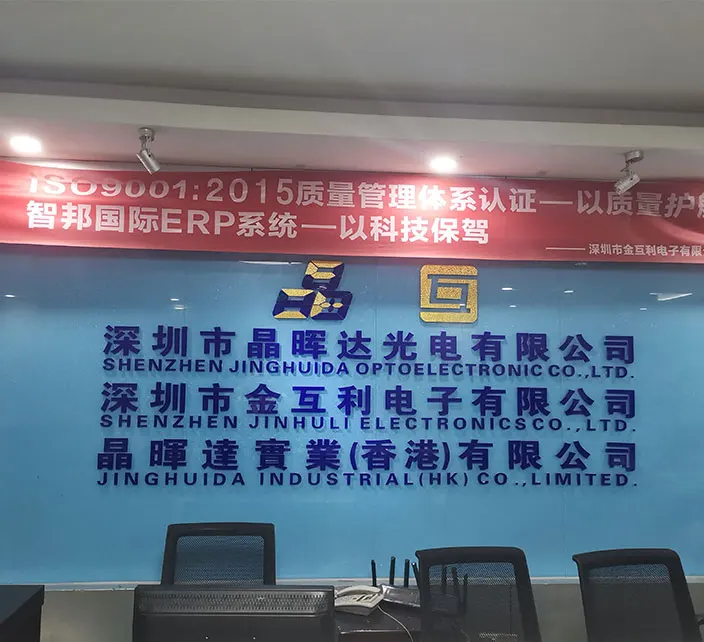 ISO9001:2015质量管理体系认证—以质量护航
智邦国际ERP系统—以科技保驾
——深圳市金互利电子有限
晶 互
深圳市晶晖达光电有限公司
SHENZHEN JINGHUIDA OPTOELECTRONIC CO.,LTD.
深圳市金互利电子有限公司
SHENZHEN JINHULI ELECTRONICS CO.,LTD.
晶暉達實業(香港)有限公司
JINGHUIDA INDUSTRIAL(HK) CO.,LIMITED.